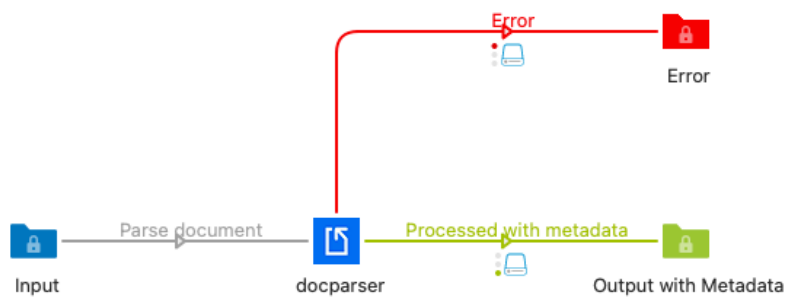 Error
Error
Parse document
Processed with metadata
Input
docparser
Output with Metadata